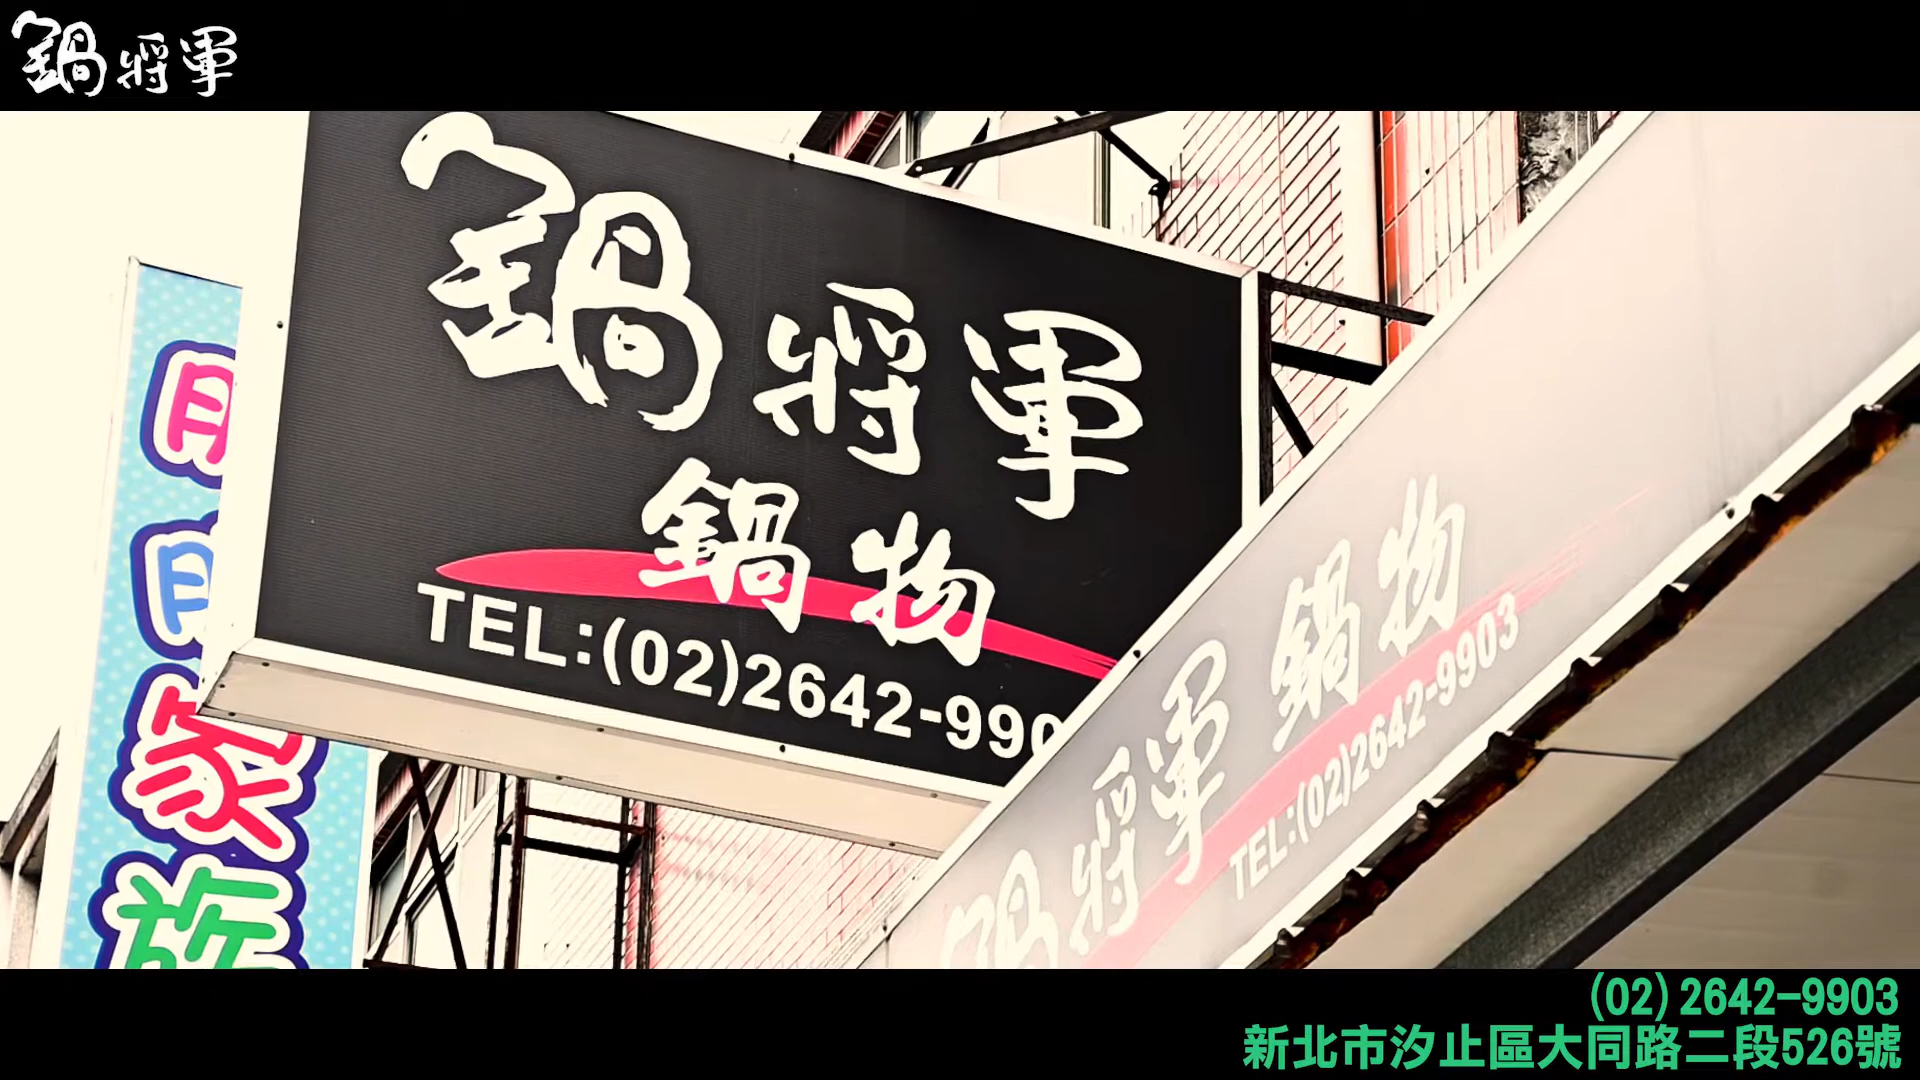 鍋將軍
鍋將軍
鍋物
TEL:(02)2642-990
家族
鍋將軍 鍋物
TEL:(02)2642-9903
(02) 2642-9903
新北市汐止區大同路二段526號